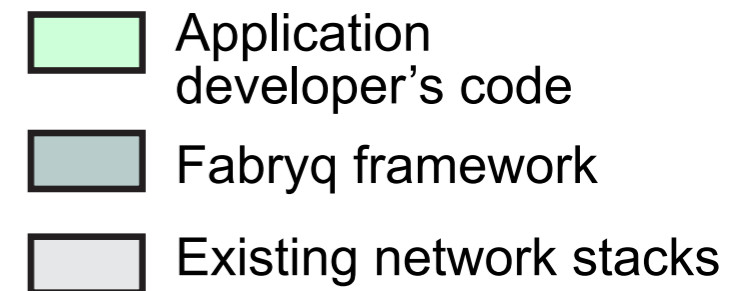 Application
developer’s code
Fabryq framework
Existing network stacks